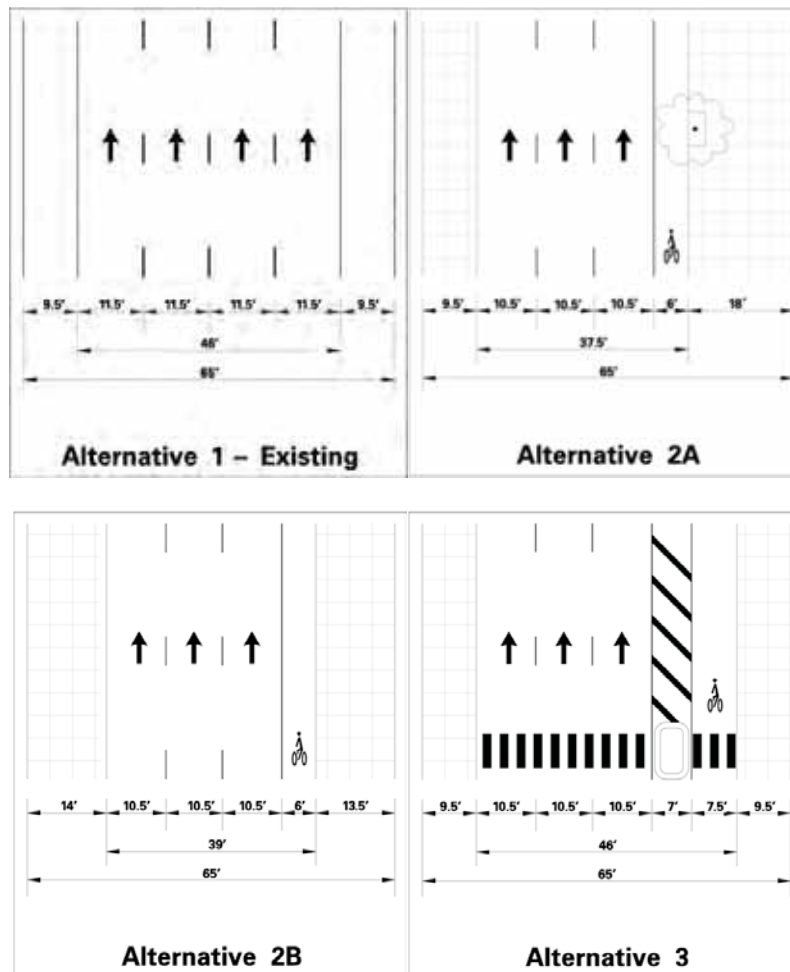 9.5' 11.5' 11.5' 11.5' 11.5' 9.5'
46'
65'
Alternative 1 – Existing
9.5' 10.5' 10.5' 10.5' 6' 18'
37.5'
65'
Alternative 2A
14' 10.5' 10.5' 10.5' 6' 13.5'
39'
65'
Alternative 2B
9.5' 10.5' 10.5' 10.5' 7' 7.5' 9.5'
46'
65'
Alternative 3